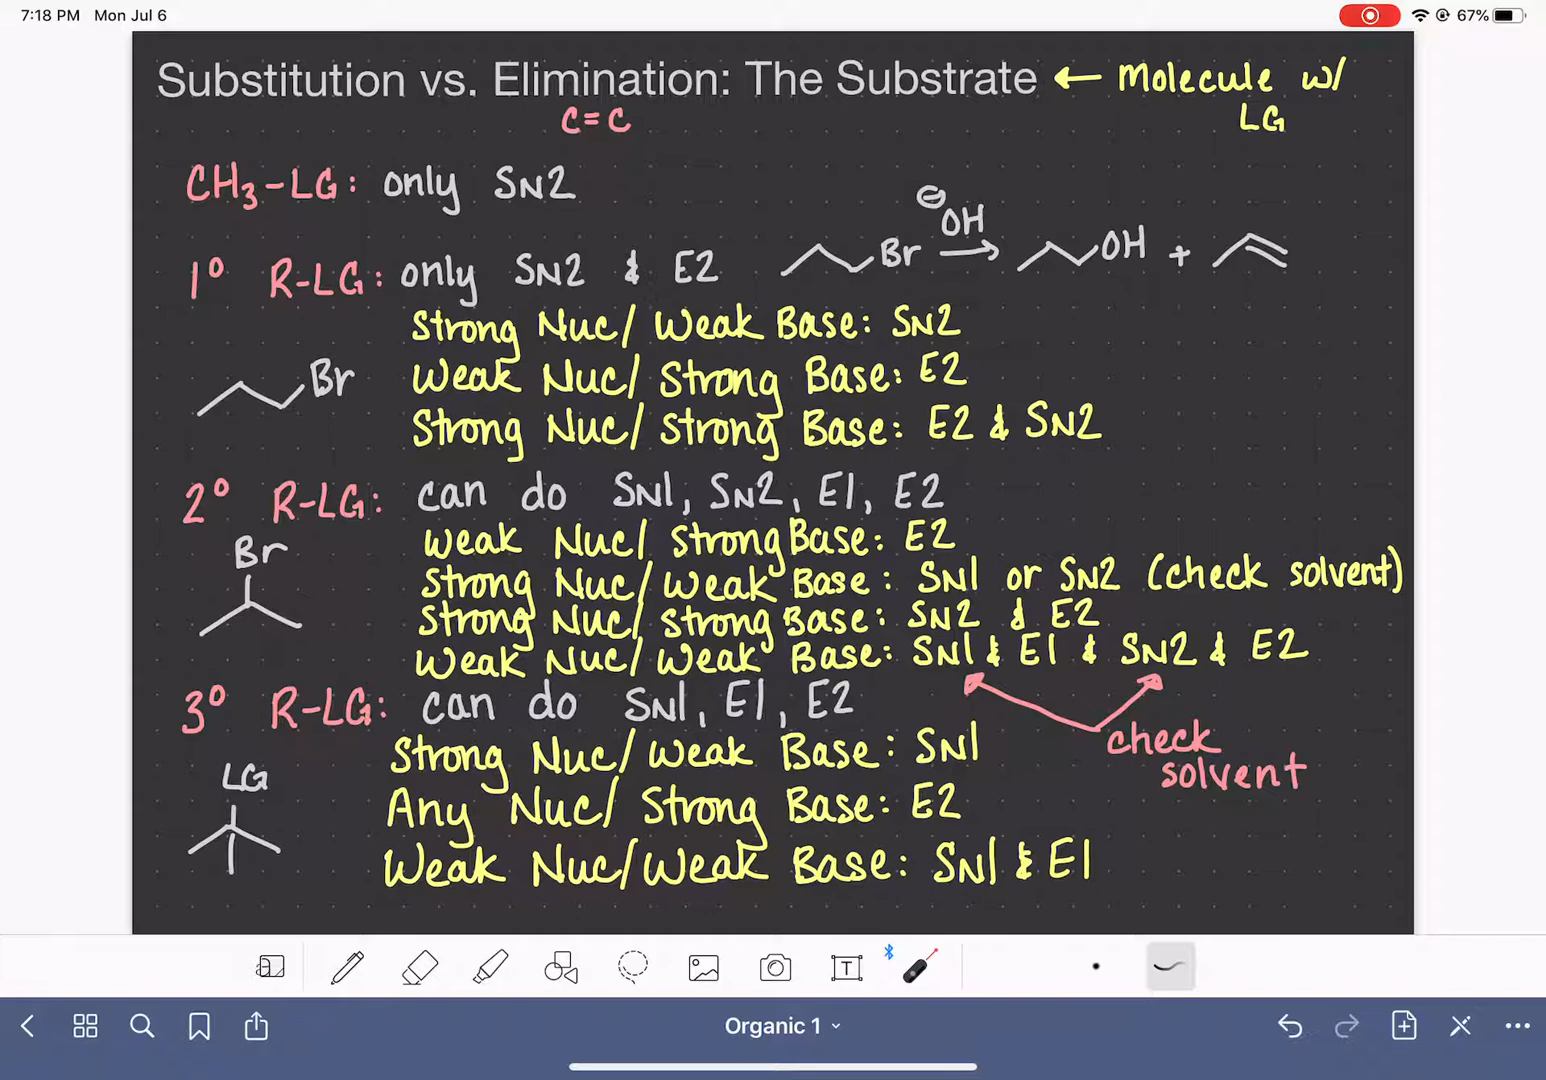 7:18 PM Mon Jul 6
67%
Substitution vs. Elimination: The Substrate ← Molecule w/
LG
C=C
CH3-LG: only SN2
⊖
OH
1° R-LG: only SN2 & E2
Br → OH +
Strong Nuc/ Weak Base: SN2
Br
Weak Nuc/ Strong Base: E2
Strong Nuc/ Strong Base: E2 & SN2
2° R-LG: can do SN1, SN2, E1, E2
Br
Weak Nuc/ Strong Base: E2
Strong Nuc/ Weak Base: SN1 or SN2 (check solvent)
Strong Nuc/ Strong Base: SN2 & E2
Weak Nuc/ Weak Base: SN1 & E1 & SN2 & E2
3° R-LG: can do SN1, E1, E2
check
solvent
Strong Nuc/ Weak Base: SN1
LG
Any Nuc/ Strong Base: E2
Weak Nuc/Weak Base: SN1 & E1
T
Organic 1